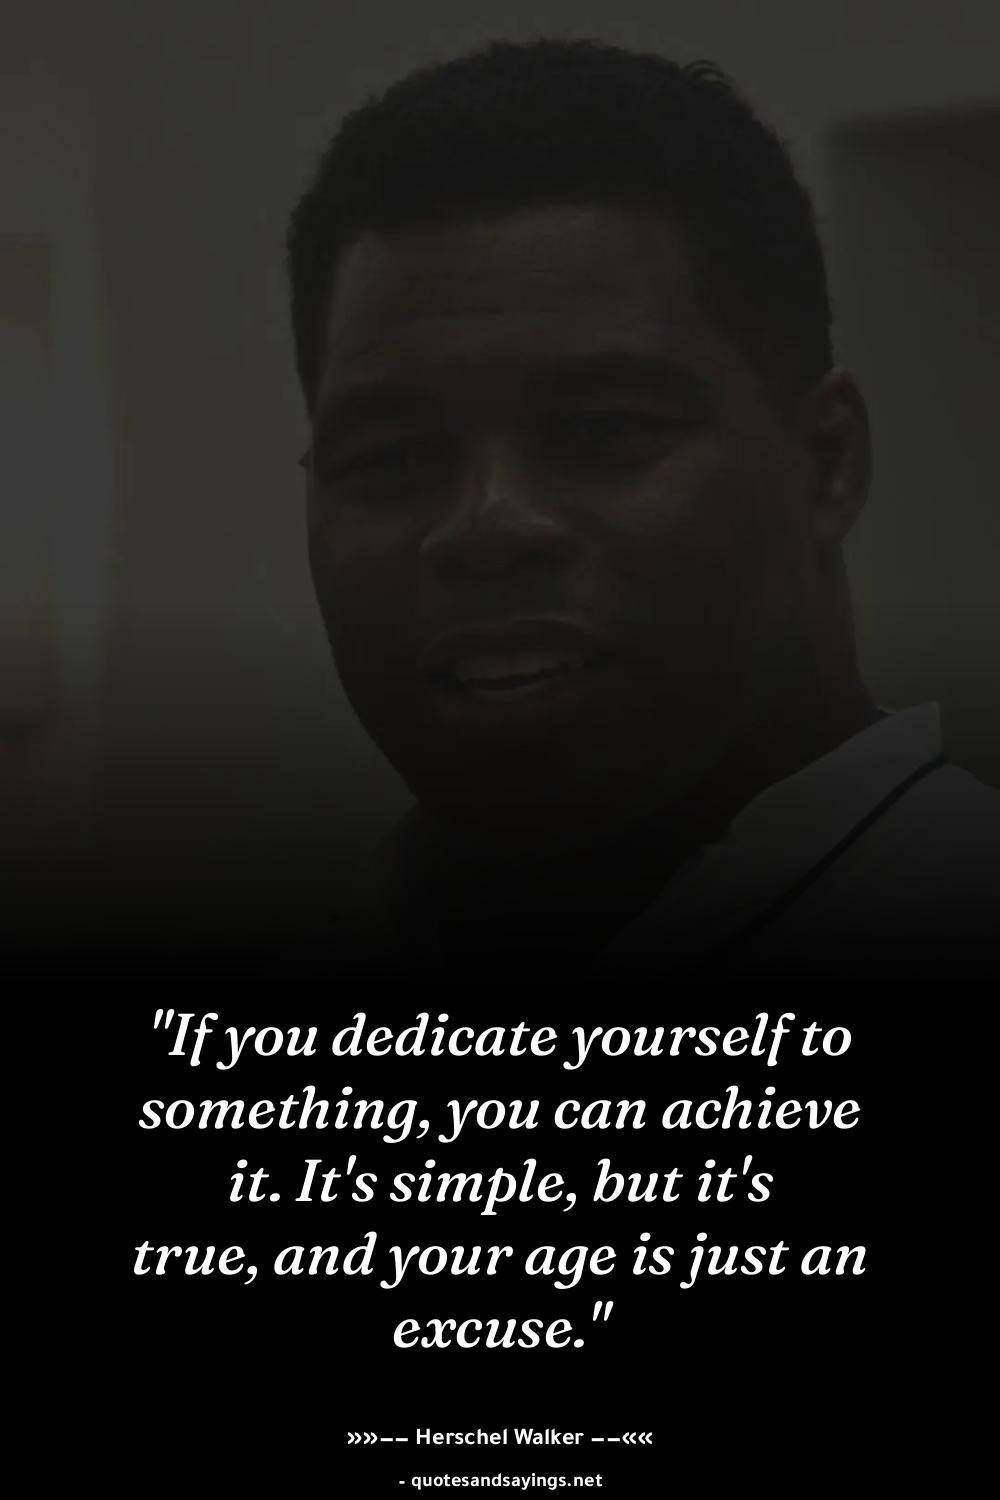 "If you dedicate yourself to
something, you can achieve
it. It's simple, but it's
true, and your age is just an
excuse."
»»−− Herschel Walker −−««
- quotesandsayings.net